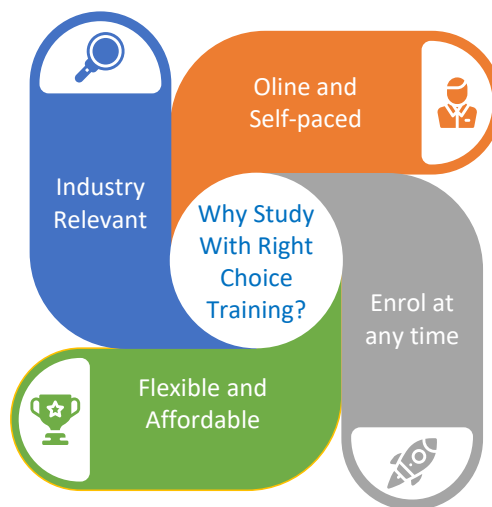 Oline and
Self-paced
Industry
Relevant
Why Study
With Right
Choice
Training?
Enrol at
any time
Flexible and
Affordable